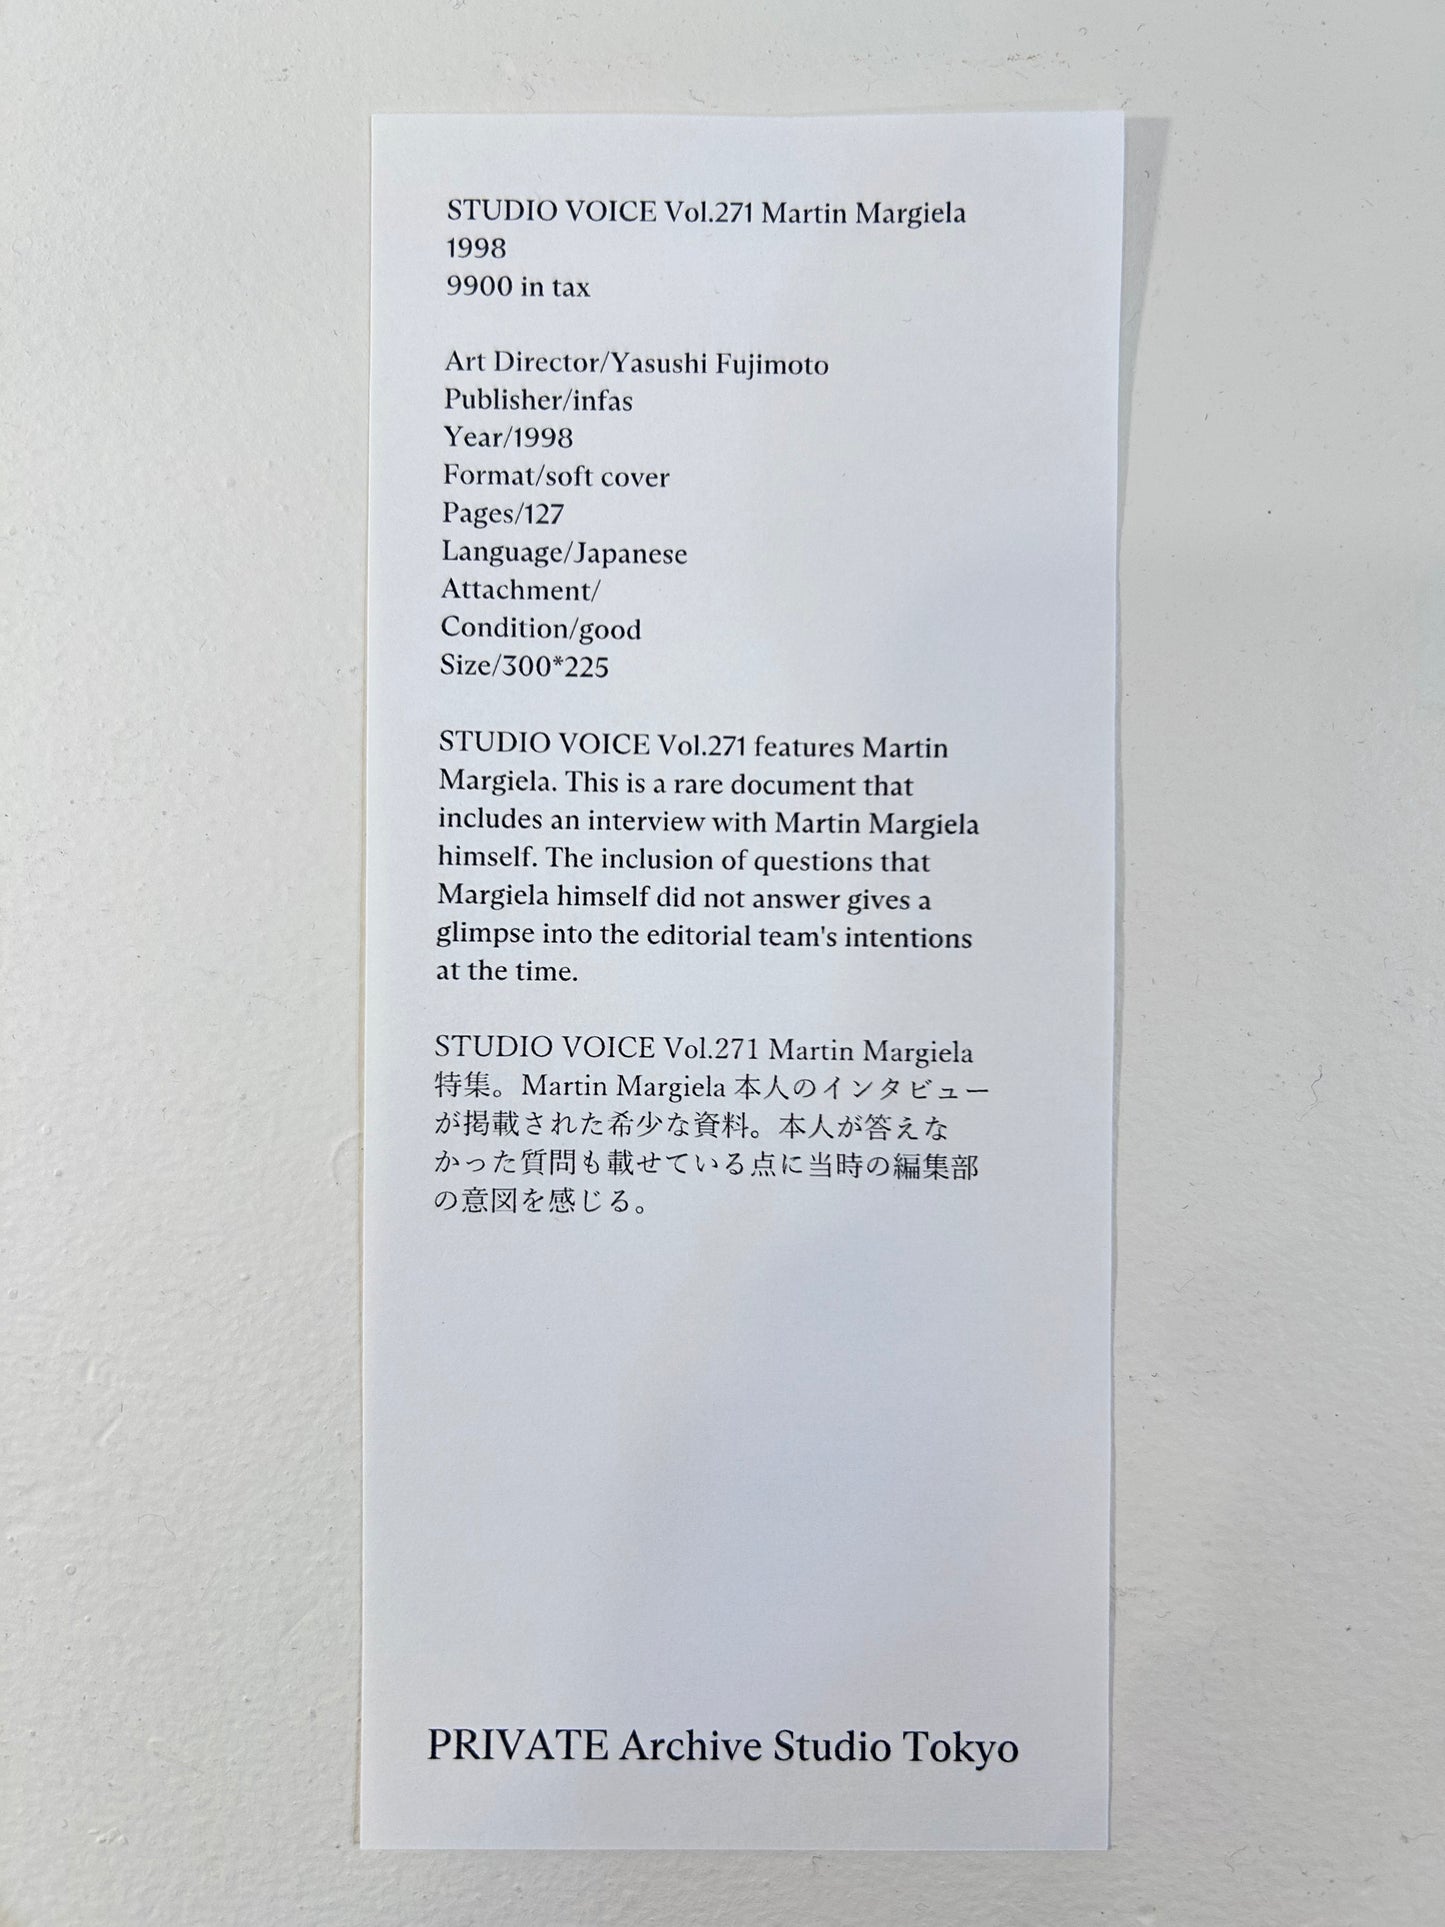 STUDIO VOICE Vol.271 Martin Margiela
1998
9900 in tax
Art Director/Yasushi Fujimoto
Publisher/infas
Year/1998
Format/soft cover
Pages/127
Language/Japanese
Attachment/
Condition/good
Size/300*225
STUDIO VOICE Vol.271 features Martin
Margiela. This is a rare document that
includes an interview with Martin Margiela
himself. The inclusion of questions that
Margiela himself did not answer gives a
glimpse into the editorial team's intentions
at the time.
STUDIO VOICE Vol.271 Martin Margiela
特集。Martin Margiela 本人のインタビュー
が掲載された希少な資料。本人が答えな
かった質問も載せている点に当時の編集部
の意図を感じる。
PRIVATE Archive Studio Tokyo